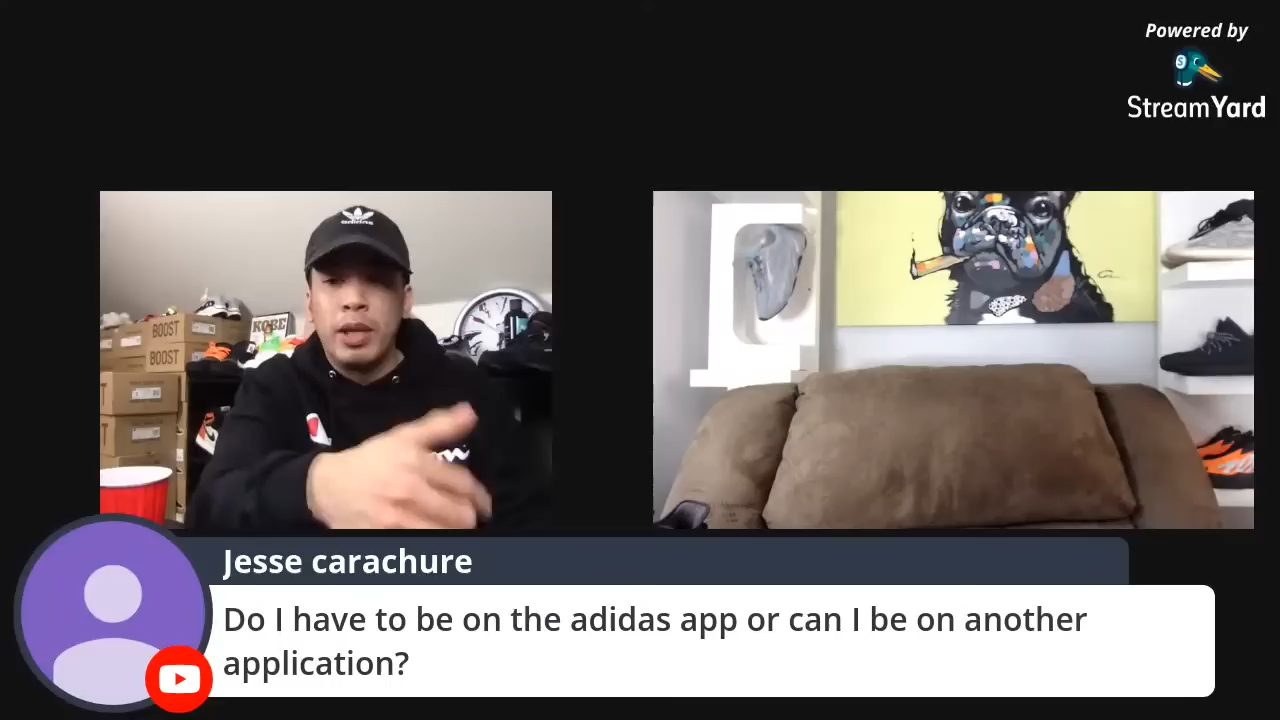 Powered by
StreamYard
adidas
BOOST
BOOST
KOBE
Jesse carachure
Do I have to be on the adidas app or can I be on another
application?